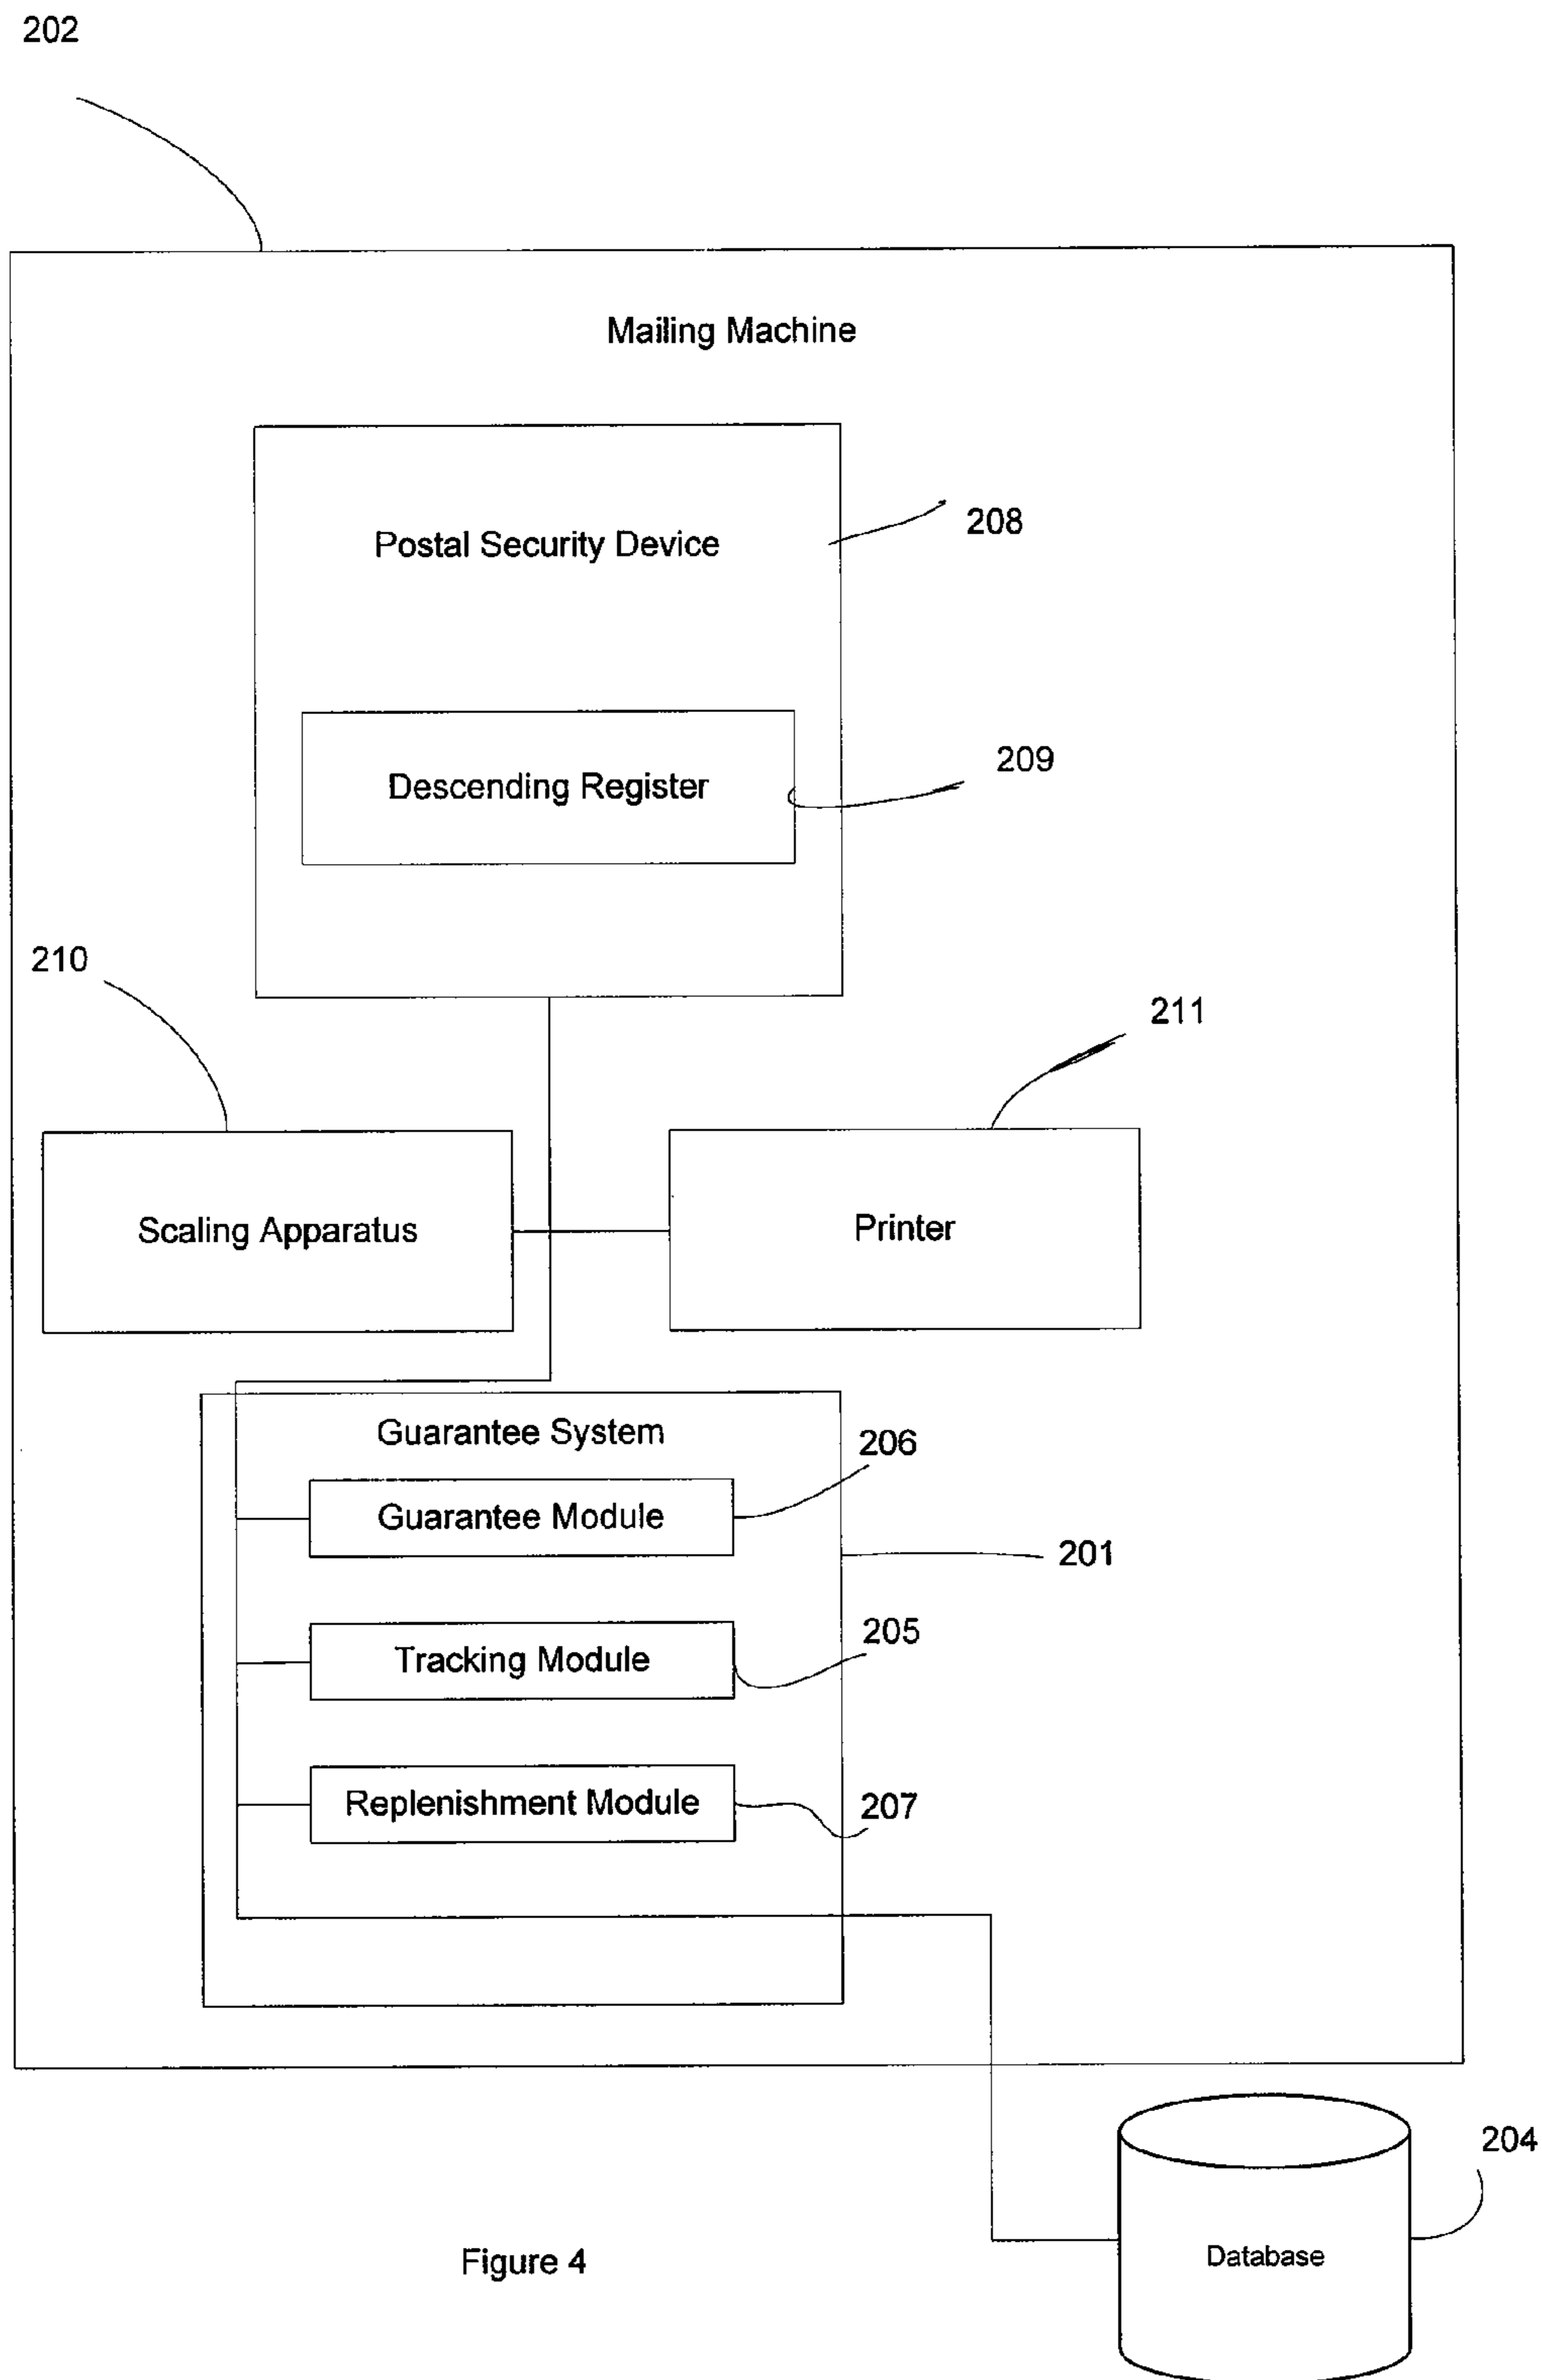 202
Mailing Machine
Postal Security Device
208
Descending Register
209
210
211
Scaling Apparatus
Printer
Guarantee System
206
Guarantee Module
201
205
Tracking Module
Replenishment Module
207
204
Database
Figure 4